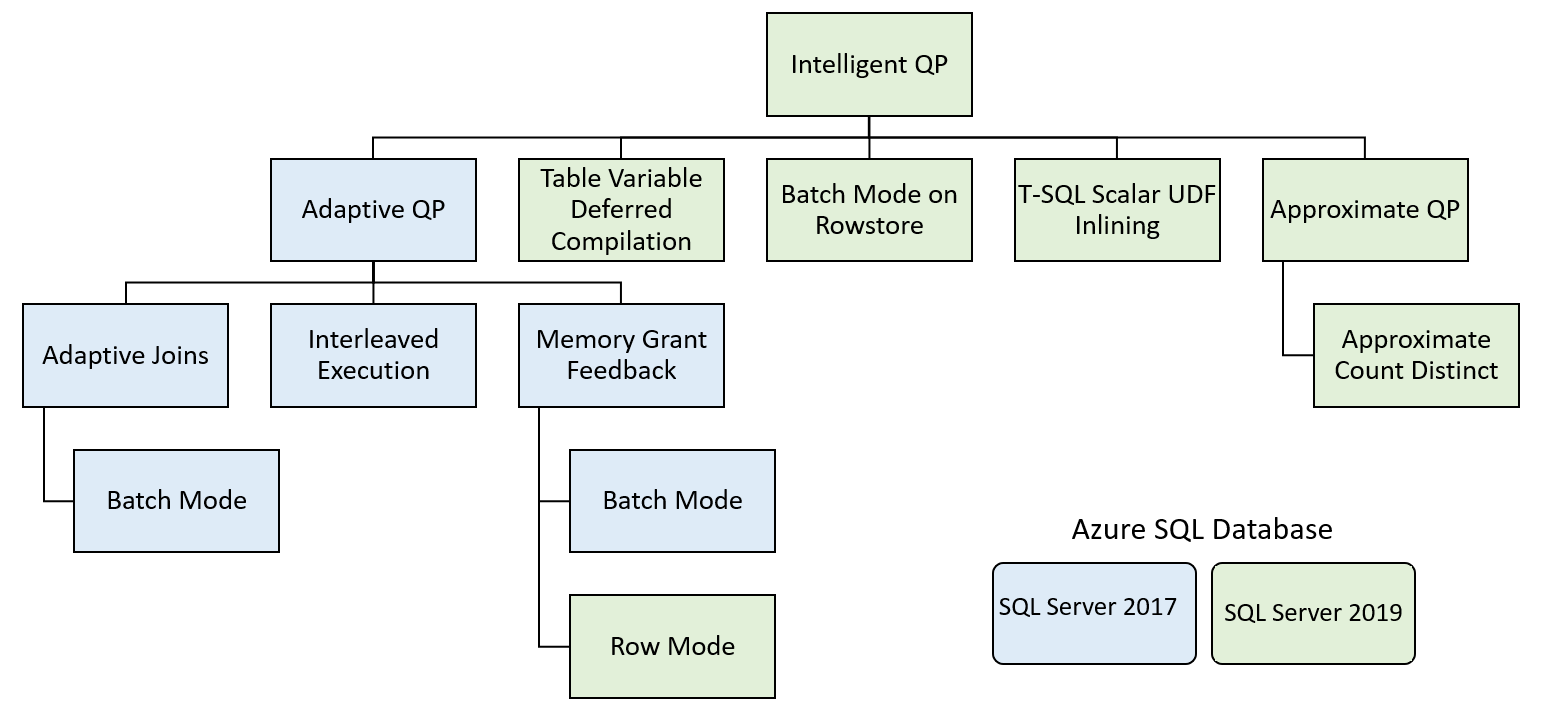 Intelligent QP
Adaptive QP
Table Variable
Deferred
Compilation
Batch Mode on
Rowstore
T-SQL Scalar UDF
Inlining
Approximate QP
Adaptive Joins
Interleaved
Execution
Memory Grant
Feedback
Approximate
Count Distinct
Batch Mode
Batch Mode
Row Mode
Azure SQL Database
SQL Server 2017
SQL Server 2019